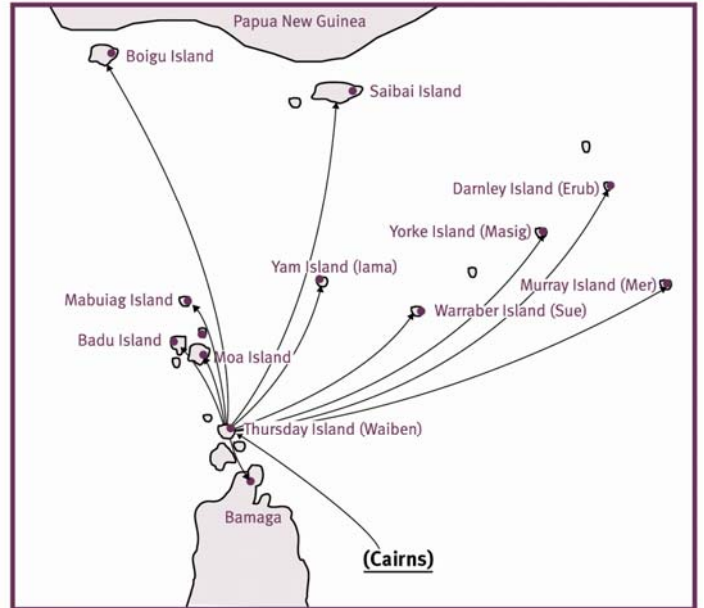 Papua New Guinea
Boigu Island
Saibai Island
Darnley Island (Erub)
Yorke Island (Masig)
Yam Island (Iama)
Murray Island (Mer)
Mabuiag Island
Warraber Island (Sue)
Badu Island
Moa Island
Thursday Island (Waiben)
Bamaga
(Cairns)